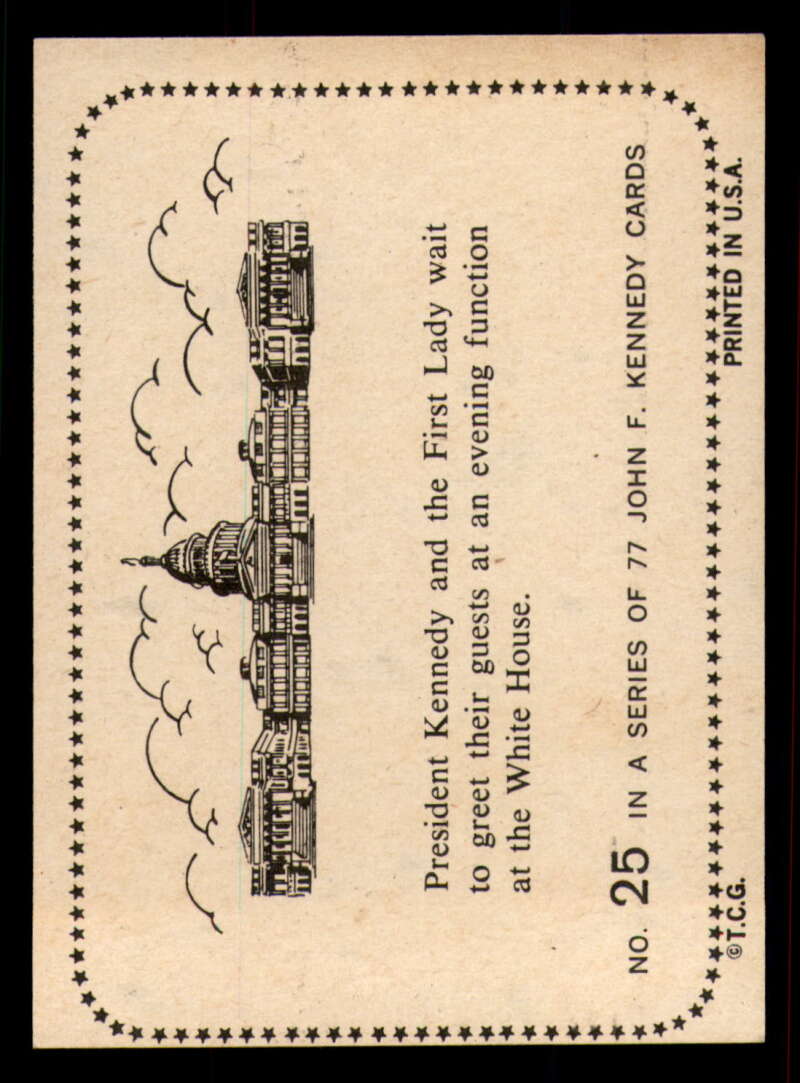 President Kennedy and the First Lady wait
to greet their guests at an evening function
at the White House.
NO. 25 IN A SERIES OF 77 JOHN F. KENNEDY CARDS
©T.C.G. PRINTED IN U.S.A.